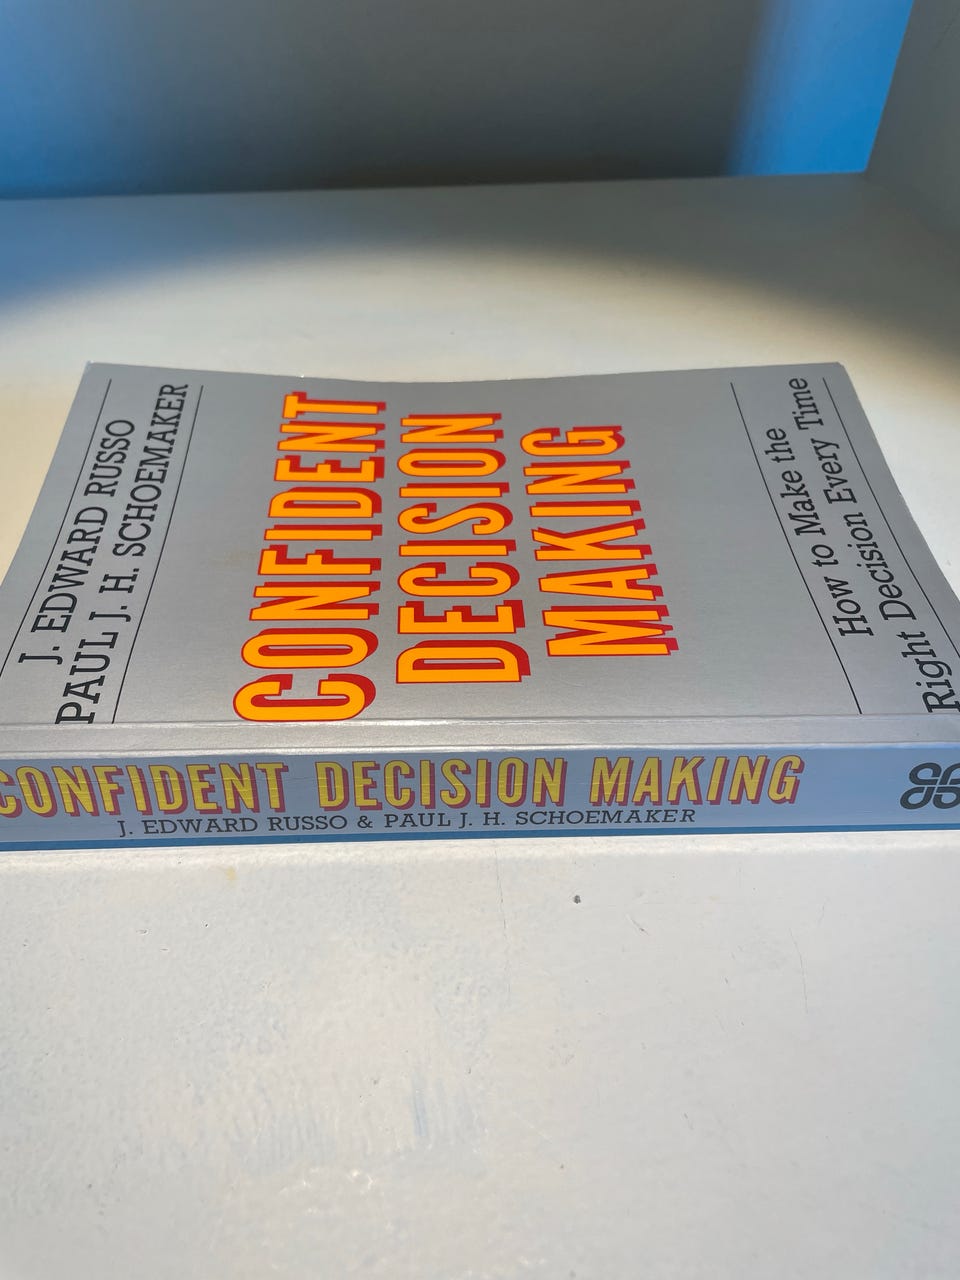 J. EDWARD RUSSO
PAUL J. H. SCHOEMAKER
CONFIDENT
DECISION
MAKING
How to Make the
Right Decision Every Time
CONFIDENT DECISION MAKING
J. EDWARD RUSSO & PAUL J. H. SCHOEMAKER